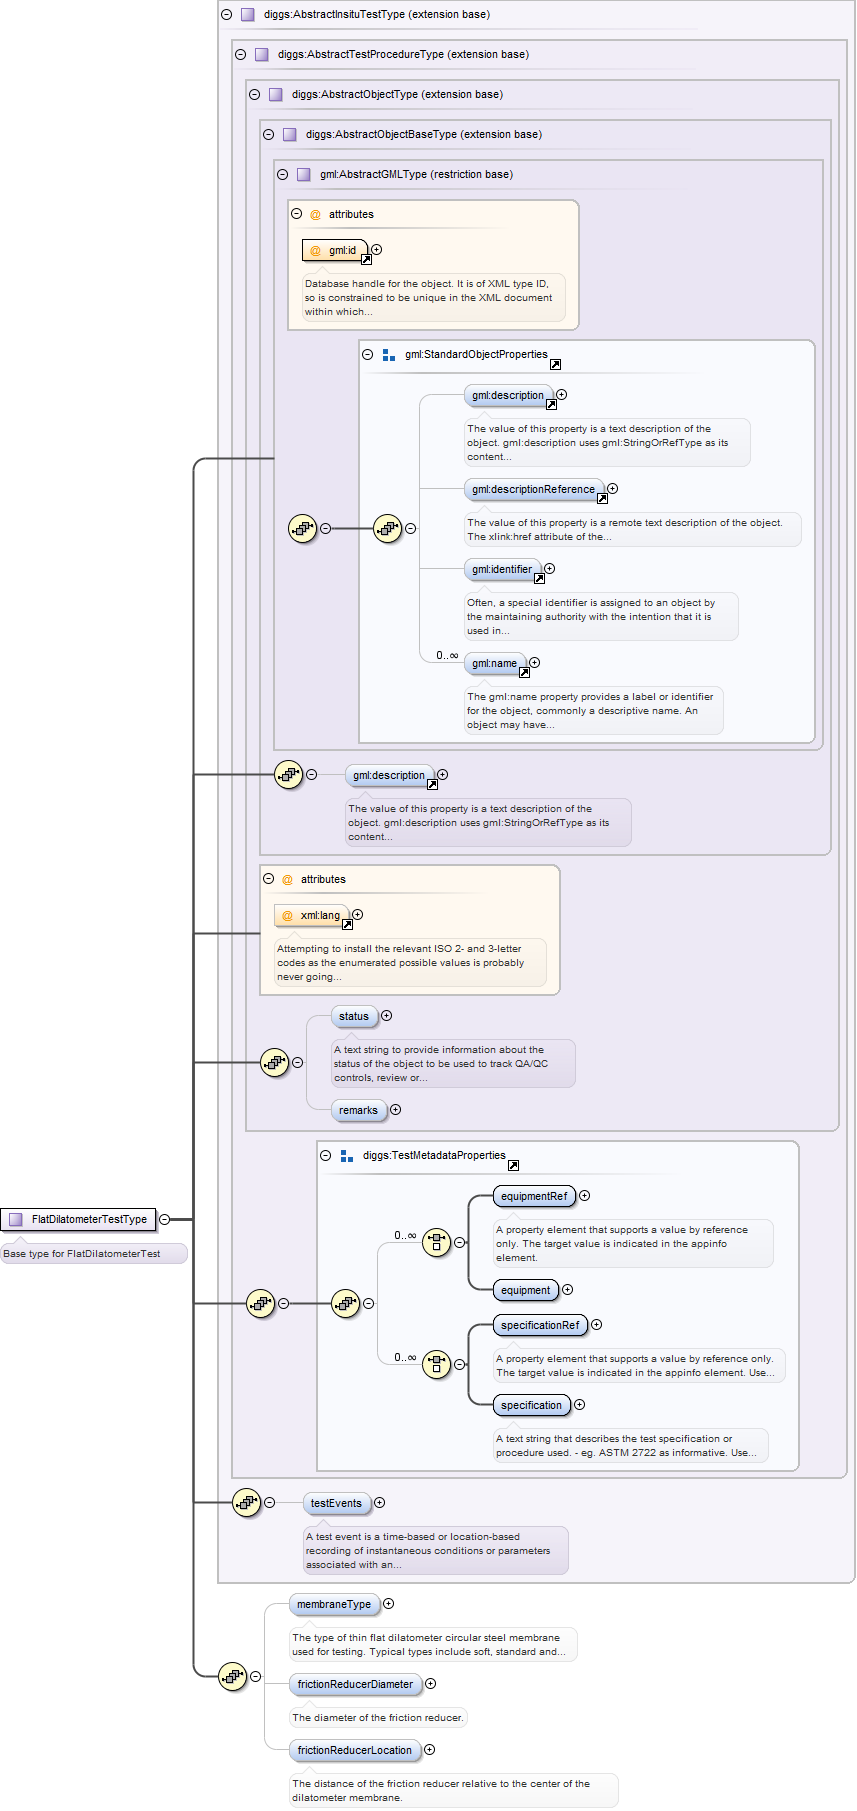 diggs:AbstractInsituTestType (extension base)
diggs:AbstractTestProcedureType (extension base)
diggs:AbstractObjectType (extension base)
diggs:AbstractObjectBaseType (extension base)
gml:AbstractGMLType (restriction base)
@ attributes
@ gml:id
Database handle for the object. It is of XML type ID,
so is constrained to be unique in the XML document
within which...
gml:StandardObjectProperties
gml:description
The value of this property is a text description of the
object. gml:description uses gml:StringOrRefType as its
content...
gml:descriptionReference
The value of this property is a remote text description of the object.
The xlink:href attribute of the...
gml:identifier
Often, a special identifier is assigned to an object by
the maintaining authority with the intention that it is
used in...
0..∞
gml:name
The gml:name property provides a label or identifier
for the object, commonly a descriptive name. An
object may have...
gml:description
The value of this property is a text description of the
object. gml:description uses gml:StringOrRefType as its
content...
@ attributes
@ xml:lang
Attempting to install the relevant ISO 2- and 3-letter
codes as the enumerated possible values is probably
never going...
status
A text string to provide information about the
status of the object to be used to track QA/QC
controls, review or...
remarks
diggs:TestMetadataProperties
equipmentRef
0..∞
A property element that supports a value by reference
only. The target value is indicated in the appinfo
element.
equipment
specificationRef
0..∞
A property element that supports a value by reference only.
The target value is indicated in the appinfo element. Use...
specification
A text string that describes the test specification or
procedure used. - eg. ASTM 2722 as informative. Use...
FlatDilatometerTestType
Base type for FlatDilatometerTest
testEvents
A test event is a time-based or location-based
recording of instantaneous conditions or parameters
associated with an...
membraneType
The type of thin flat dilatometer circular steel membrane
used for testing. Typical types include soft, standard and...
frictionReducerDiameter
The diameter of the friction reducer.
frictionReducerLocation
The distance of the friction reducer relative to the center of the
dilatometer membrane.